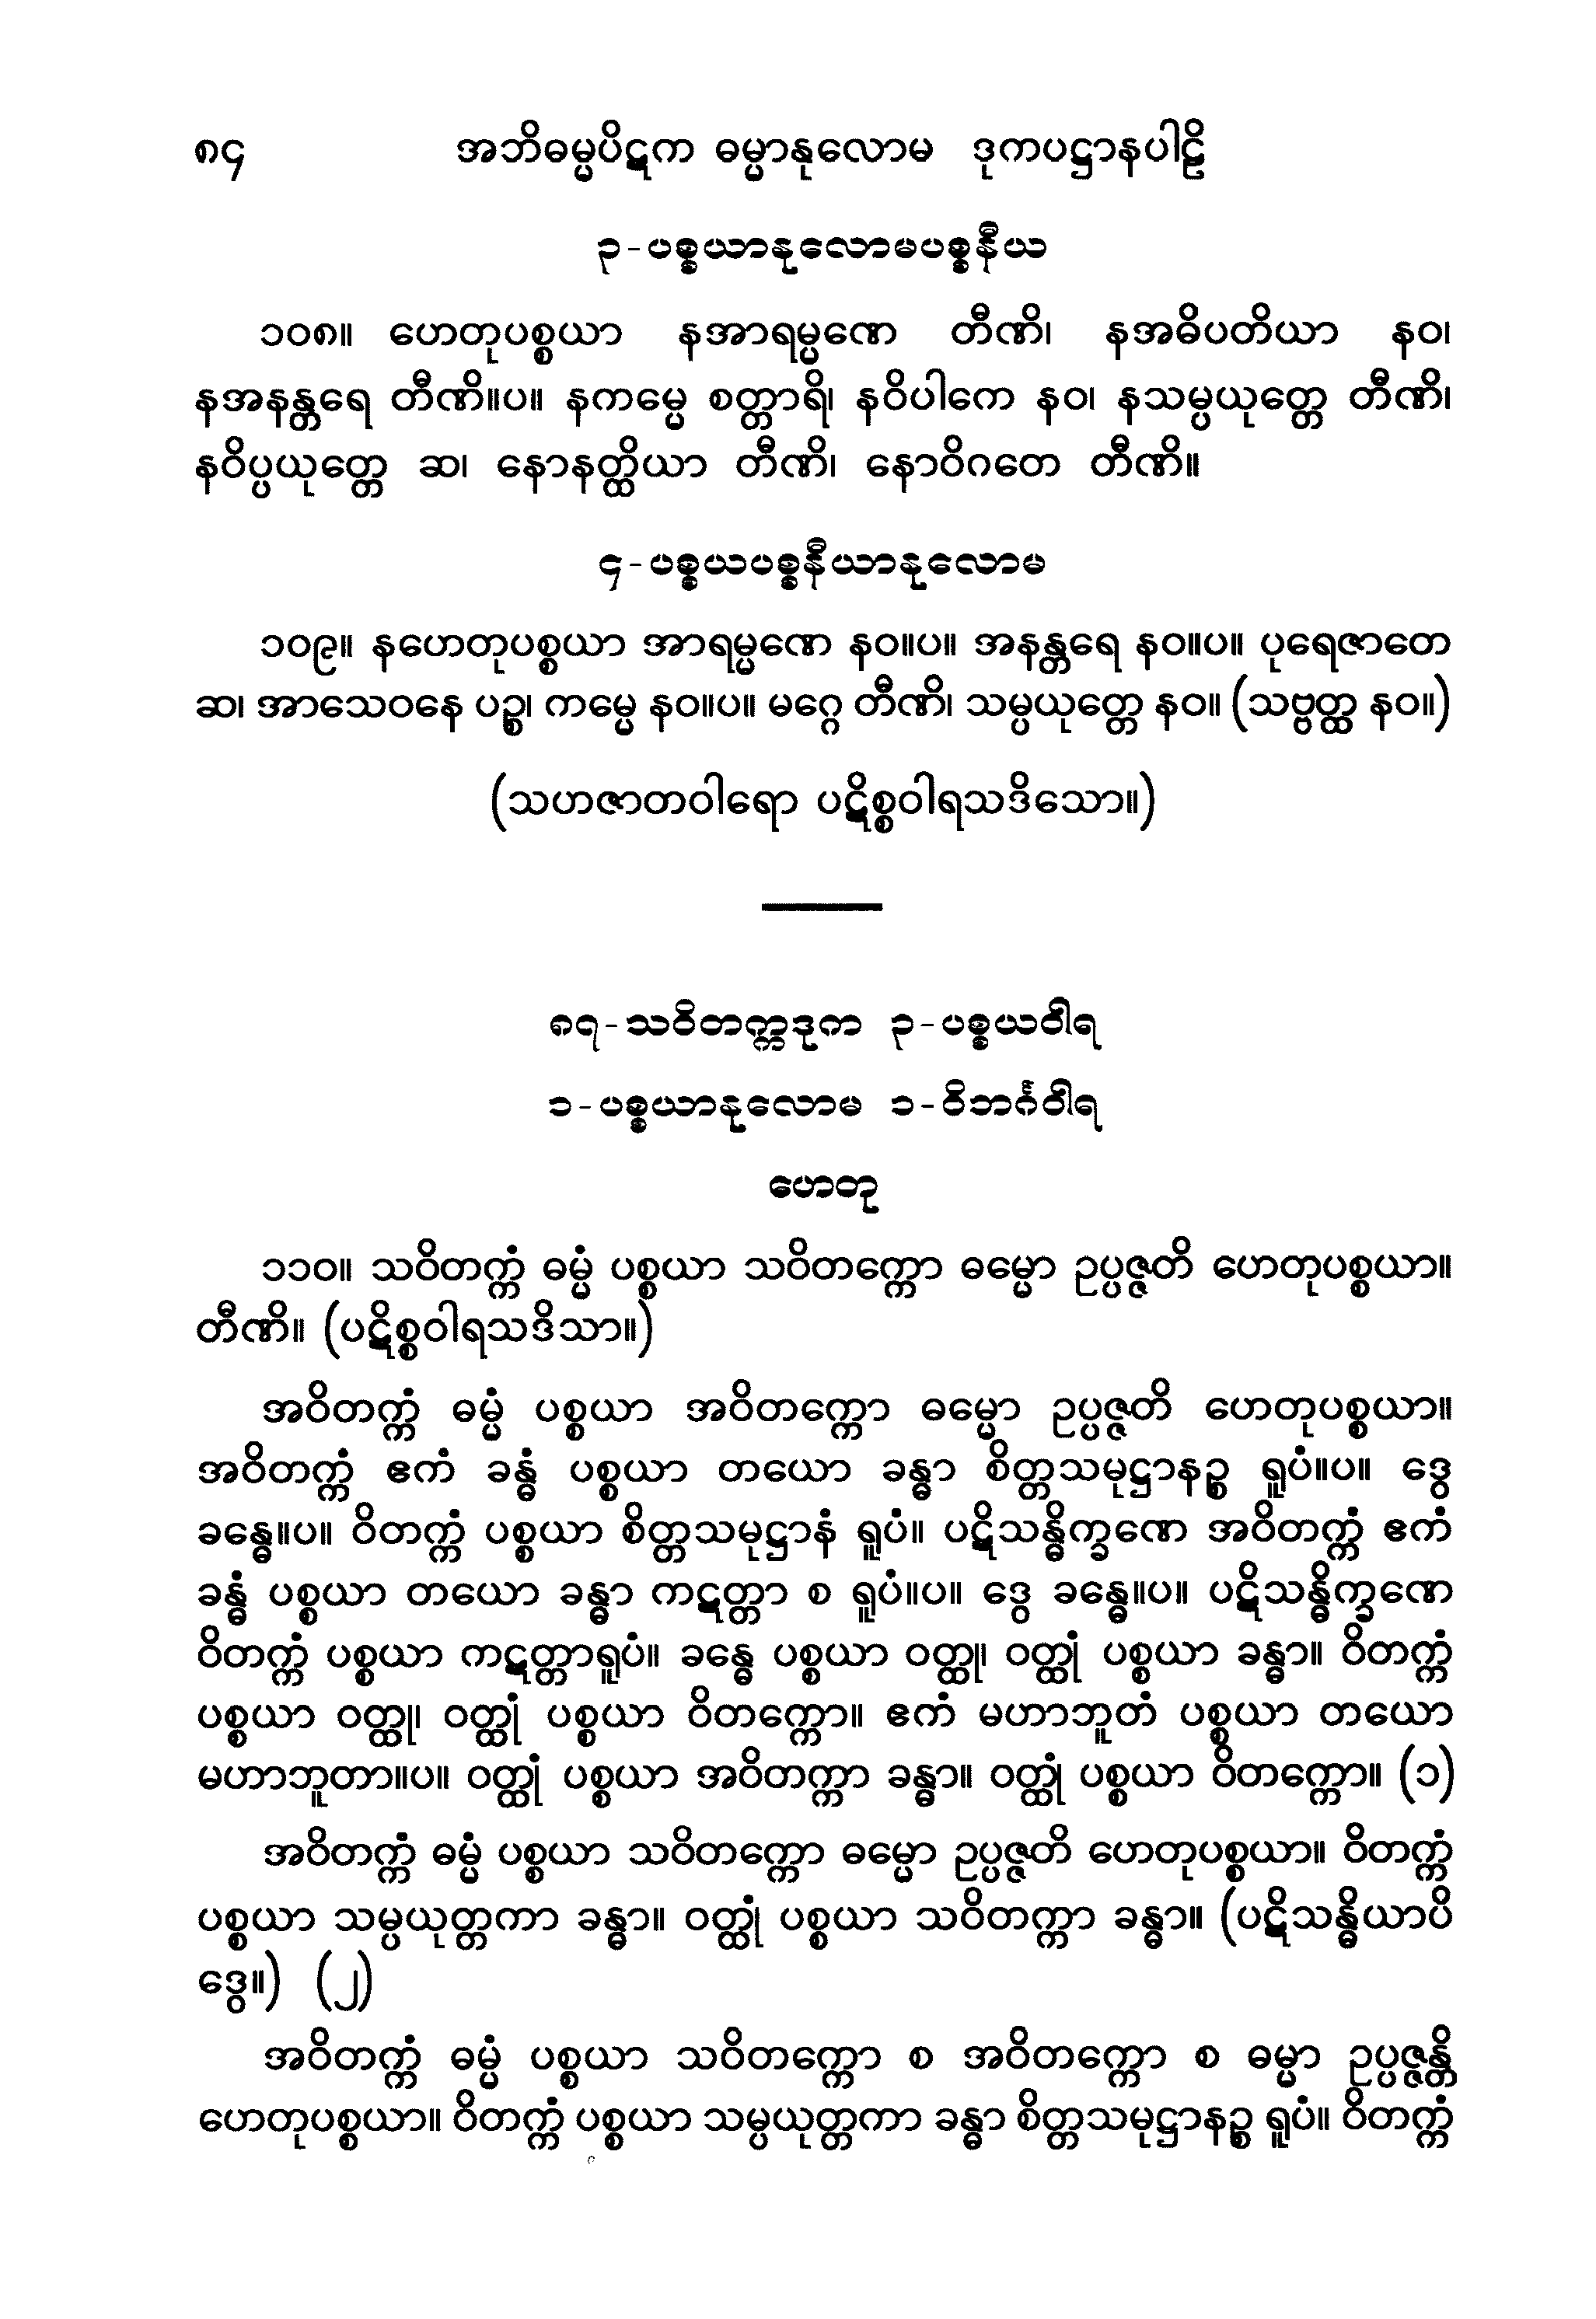 ၈၄ အဘိဓမ္မပိဋက ဓမ္မာနုလောမ ဒုကပဋ္ဌာနပါဠိ
၃-ပစ္စယာနုလောမပစ္စနီယ
၁၀၈။ ဟေတုပစ္စယာ နအာရမ္မဏေ တီဏိ၊ နအဓိပတိယာ နဝ၊
နအနန္တရေ တီဏိ။ပ။ နကမ္မေ စတ္တာရိ၊ နဝိပါကေ နဝ၊ နသမ္ပယုတ္တေ တီဏိ၊
နဝိပ္ပယုတ္တေ ဆ၊ နောနတ္ထိယာ တီဏိ၊ နောဝိဂတေ တီဏိ။
၄-ပစ္စယပစ္စနီယာနုလောမ
၁၀၉။ နဟေတုပစ္စယာ အာရမ္မဏေ နဝ။ပ။ အနန္တရေ နဝ။ပ။ ပုရေဇာတေ
ဆ၊ အာသေဝနေ ပဉ္စ၊ ကမ္မေ နဝ။ပ။ မဂ္ဂေ တီဏိ၊ သမ္ပယုတ္တေ နဝ။ (သဗ္ဗတ္ထ နဝ။)
(သဟဇာတဝါရော ပဋိစ္စဝါရသဒိသော။)
၈၇-သဝိတက္ကဒုက ၃-ပစ္စယဝါရ
၁-ပစ္စယာနုလောမ ၁-ဝိဘင်္ဂဝါရ
ဟေတု
၁၁၀။ သဝိတက္ကံ ဓမ္မံ ပစ္စယာ သဝိတက္ကော ဓမ္မော ဥပ္ပဇ္ဇတိ ဟေတုပစ္စယာ။
တီဏိ။ (ပဋိစ္စဝါရသဒိသာ။)
အဝိတက္ကံ ဓမ္မံ ပစ္စယာ အဝိတက္ကော ဓမ္မော ဥပ္ပဇ္ဇတိ ဟေတုပစ္စယာ။
အဝိတက္ကံ ဧကံ ခန္ဓံ ပစ္စယာ တယော ခန္ဓာ စိတ္တသမုဋ္ဌာနဉ္စ ရူပံ။ပ။ ဒွေ
ခန္ဓေ။ပ။ ဝိတက္ကံ ပစ္စယာ စိတ္တသမုဋ္ဌာနံ ရူပံ။ ပဋိသန္ဓိက္ခဏေ အဝိတက္ကံ ဧကံ
ခန္ဓံ ပစ္စယာ တယော ခန္ဓာ ကဋတ္တာ စ ရူပံ။ပ။ ဒွေ ခန္ဓေ။ပ။ ပဋိသန္ဓိက္ခဏေ
ဝိတက္ကံ ပစ္စယာ ကဋတ္တာရူပံ။ ခန္ဓေ ပစ္စယာ ဝတ္ထု၊ ဝတ္ထုံ ပစ္စယာ ခန္ဓာ။ ဝိတက္ကံ
ပစ္စယာ ဝတ္ထု၊ ဝတ္ထုံ ပစ္စယာ ဝိတက္ကော။ ဧကံ မဟာဘူတံ ပစ္စယာ တယော
မဟာဘူတာ။ပ။ ဝတ္ထုံ ပစ္စယာ အဝိတက္ကာ ခန္ဓာ။ ဝတ္ထုံ ပစ္စယာ ဝိတက္ကော။ (၁)
အဝိတက္ကံ ဓမ္မံ ပစ္စယာ သဝိတက္ကော ဓမ္မော ဥပ္ပဇ္ဇတိ ဟေတုပစ္စယာ။ ဝိတက္ကံ
ပစ္စယာ သမ္ပယုတ္တကာ ခန္ဓာ။ ဝတ္ထုံ ပစ္စယာ သဝိတက္ကာ ခန္ဓာ။ (ပဋိသန္ဓိယာပိ
ဒွေ။) (၂)
အဝိတက္ကံ ဓမ္မံ ပစ္စယာ သဝိတက္ကော စ အဝိတက္ကော စ ဓမ္မာ ဥပ္ပဇ္ဇန္တိ
ဟေတုပစ္စယာ။ ဝိတက္ကံ ပစ္စယာ သမ္ပယုတ္တကာ ခန္ဓာ စိတ္တသမုဋ္ဌာနဉ္စ ရူပံ။ ဝိတက္ကံ